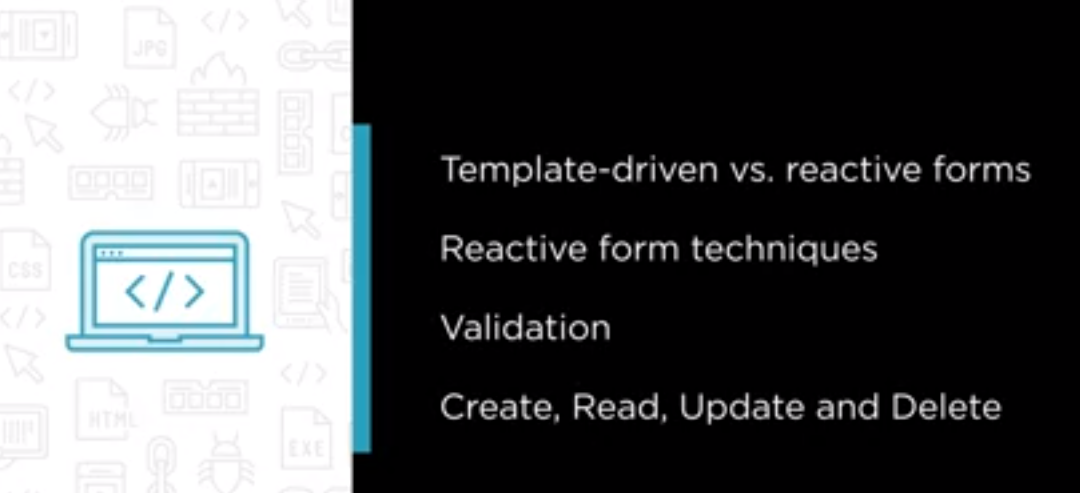 JPG
</>
</>
CSS
</>
</>
</>
HTML
EXE
Template-driven vs. reactive forms
Reactive form techniques
Validation
Create, Read, Update and Delete